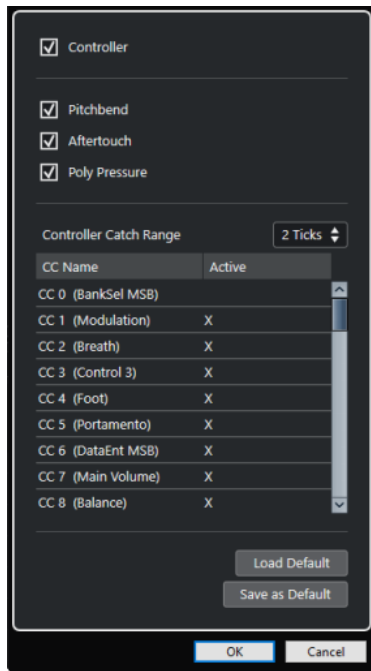 Controller
Pitchbend
Aftertouch
Poly Pressure
Controller Catch Range 2 Ticks
CC Name Active
CC 0 (BankSel MSB)
CC 1 (Modulation) X
CC 2 (Breath) X
CC 3 (Control 3) X
CC 4 (Foot) X
CC 5 (Portamento) X
CC 6 (DataEnt MSB) X
CC 7 (Main Volume) X
CC 8 (Balance) X
Load Default
Save as Default
OK Cancel